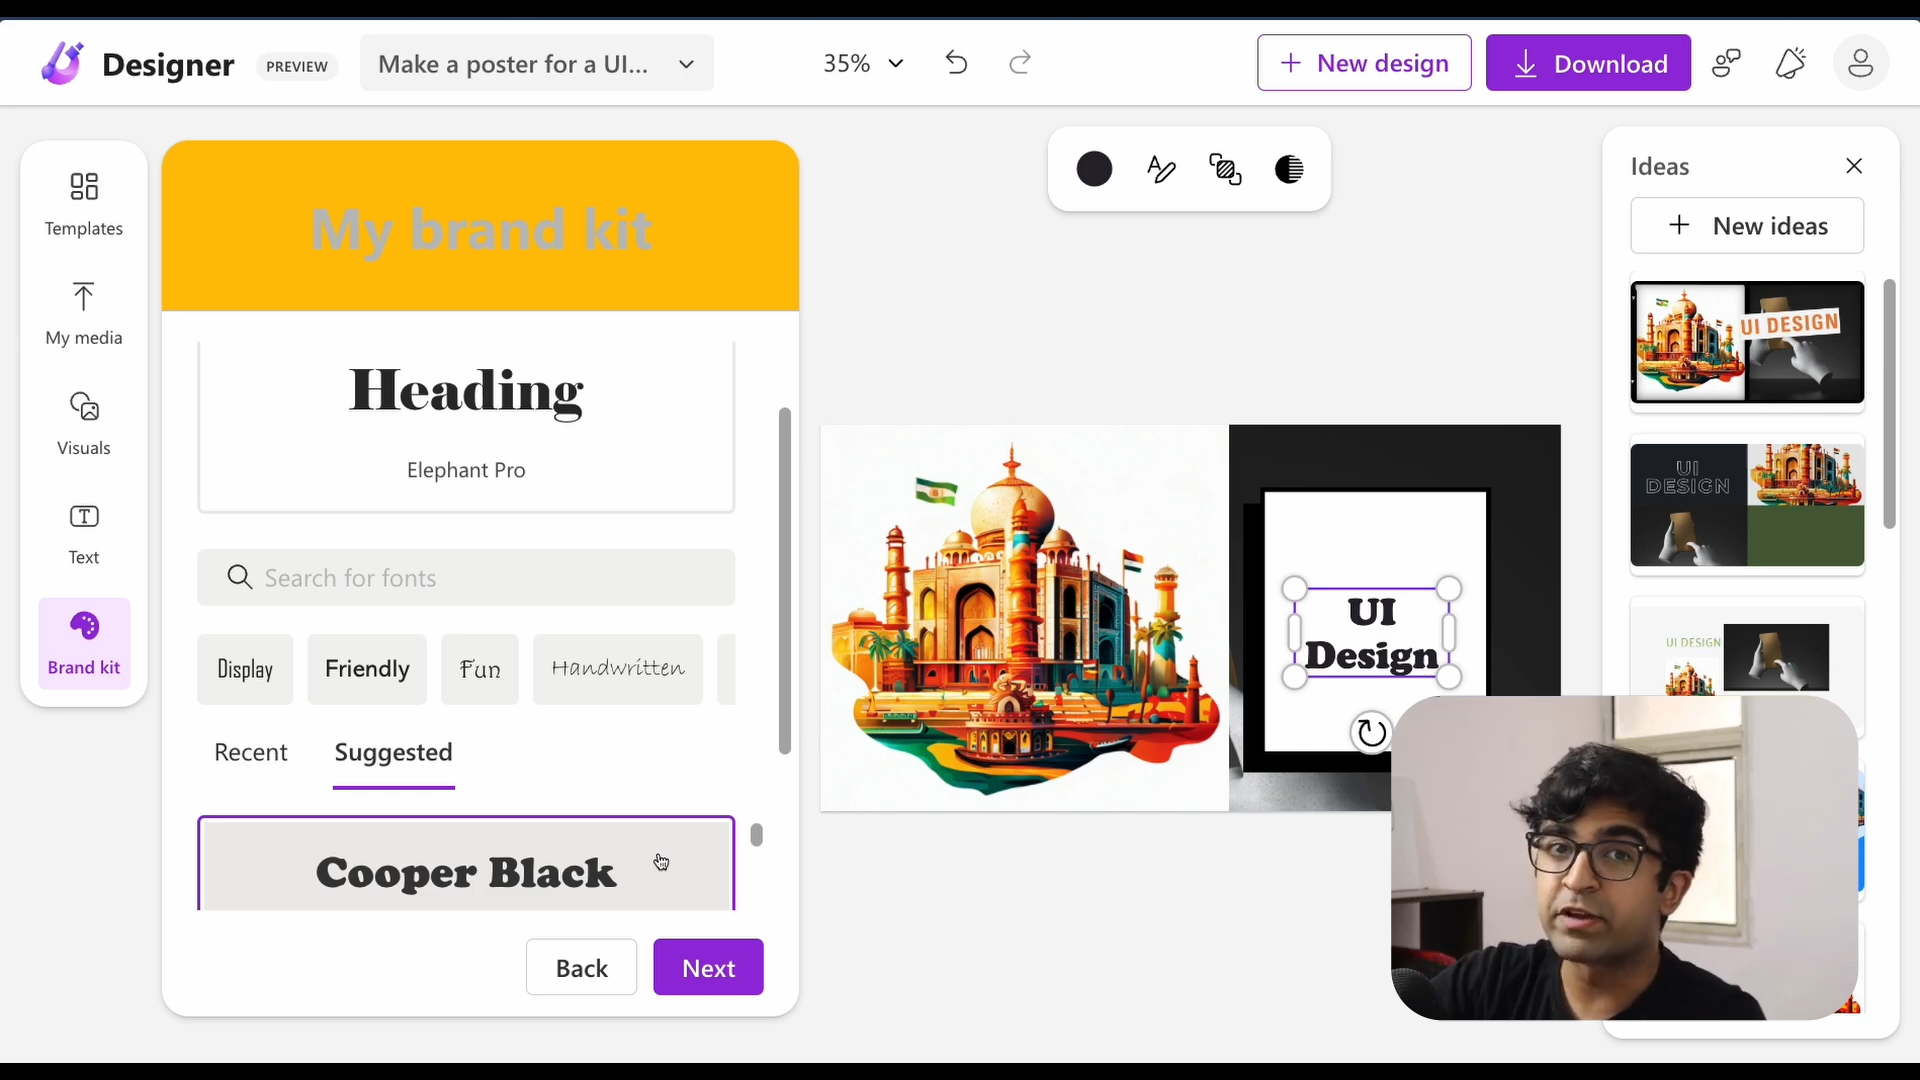 Designer
PREVIEW
Make a poster for a UI...
35%
New design
Download
Templates
My media
Visuals
Text
Brand kit
My brand kit
Heading
Elephant Pro
Search for fonts
Display
Friendly
Fun
Handwritten
Recent
Suggested
Cooper Black
Back
Next
UI
Design
Ideas
New ideas
UI DESIGN
UI
DESIGN
UI DESIGN